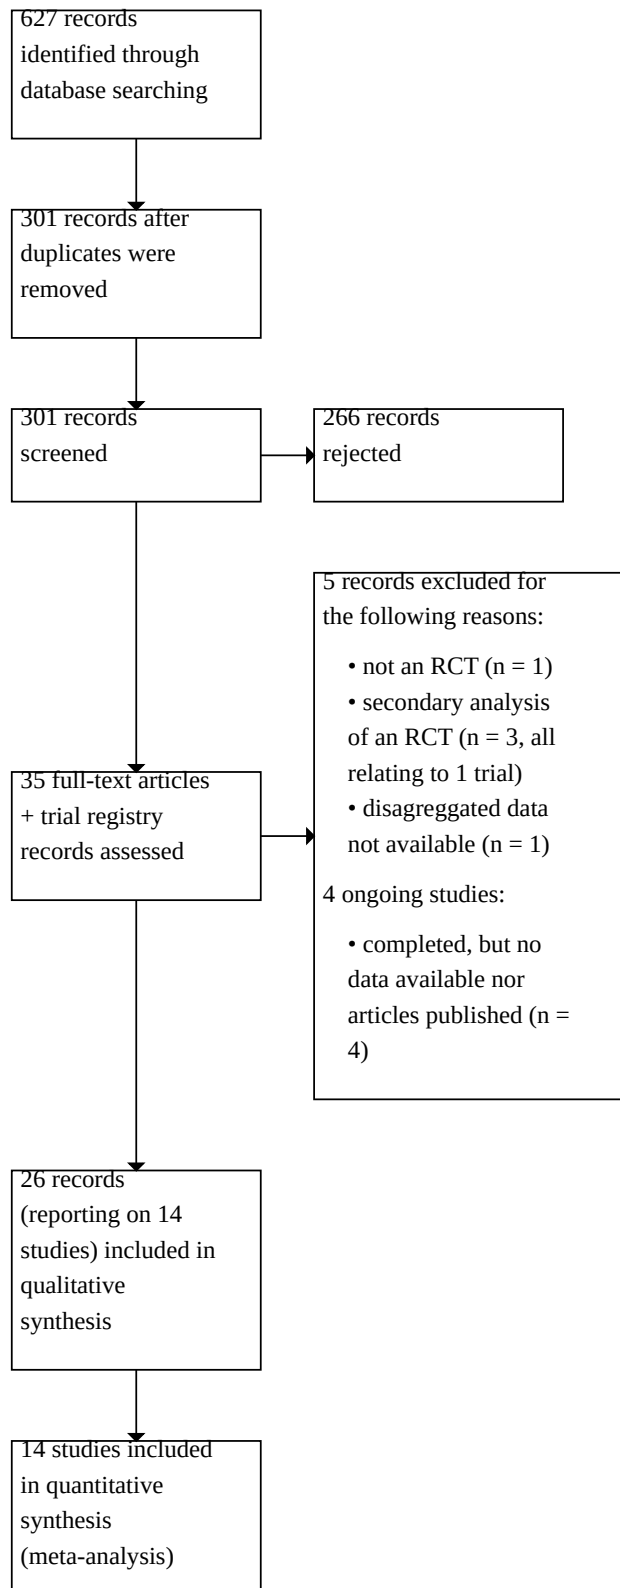 627 records
identified through
database searching
301 records after
duplicates were
removed
301 records
screened
266 records
rejected
5 records excluded for
the following reasons:
• not an RCT (n = 1)
• secondary analysis
of an RCT (n = 3, all
relating to 1 trial)
• disagreggated data
not available (n = 1)
4 ongoing studies:
• completed, but no
data available nor
articles published (n =
4)
35 full-text articles
+ trial registry
records assessed
26 records
(reporting on 14
studies) included in
qualitative
synthesis
14 studies included
in quantitative
synthesis
(meta-analysis)